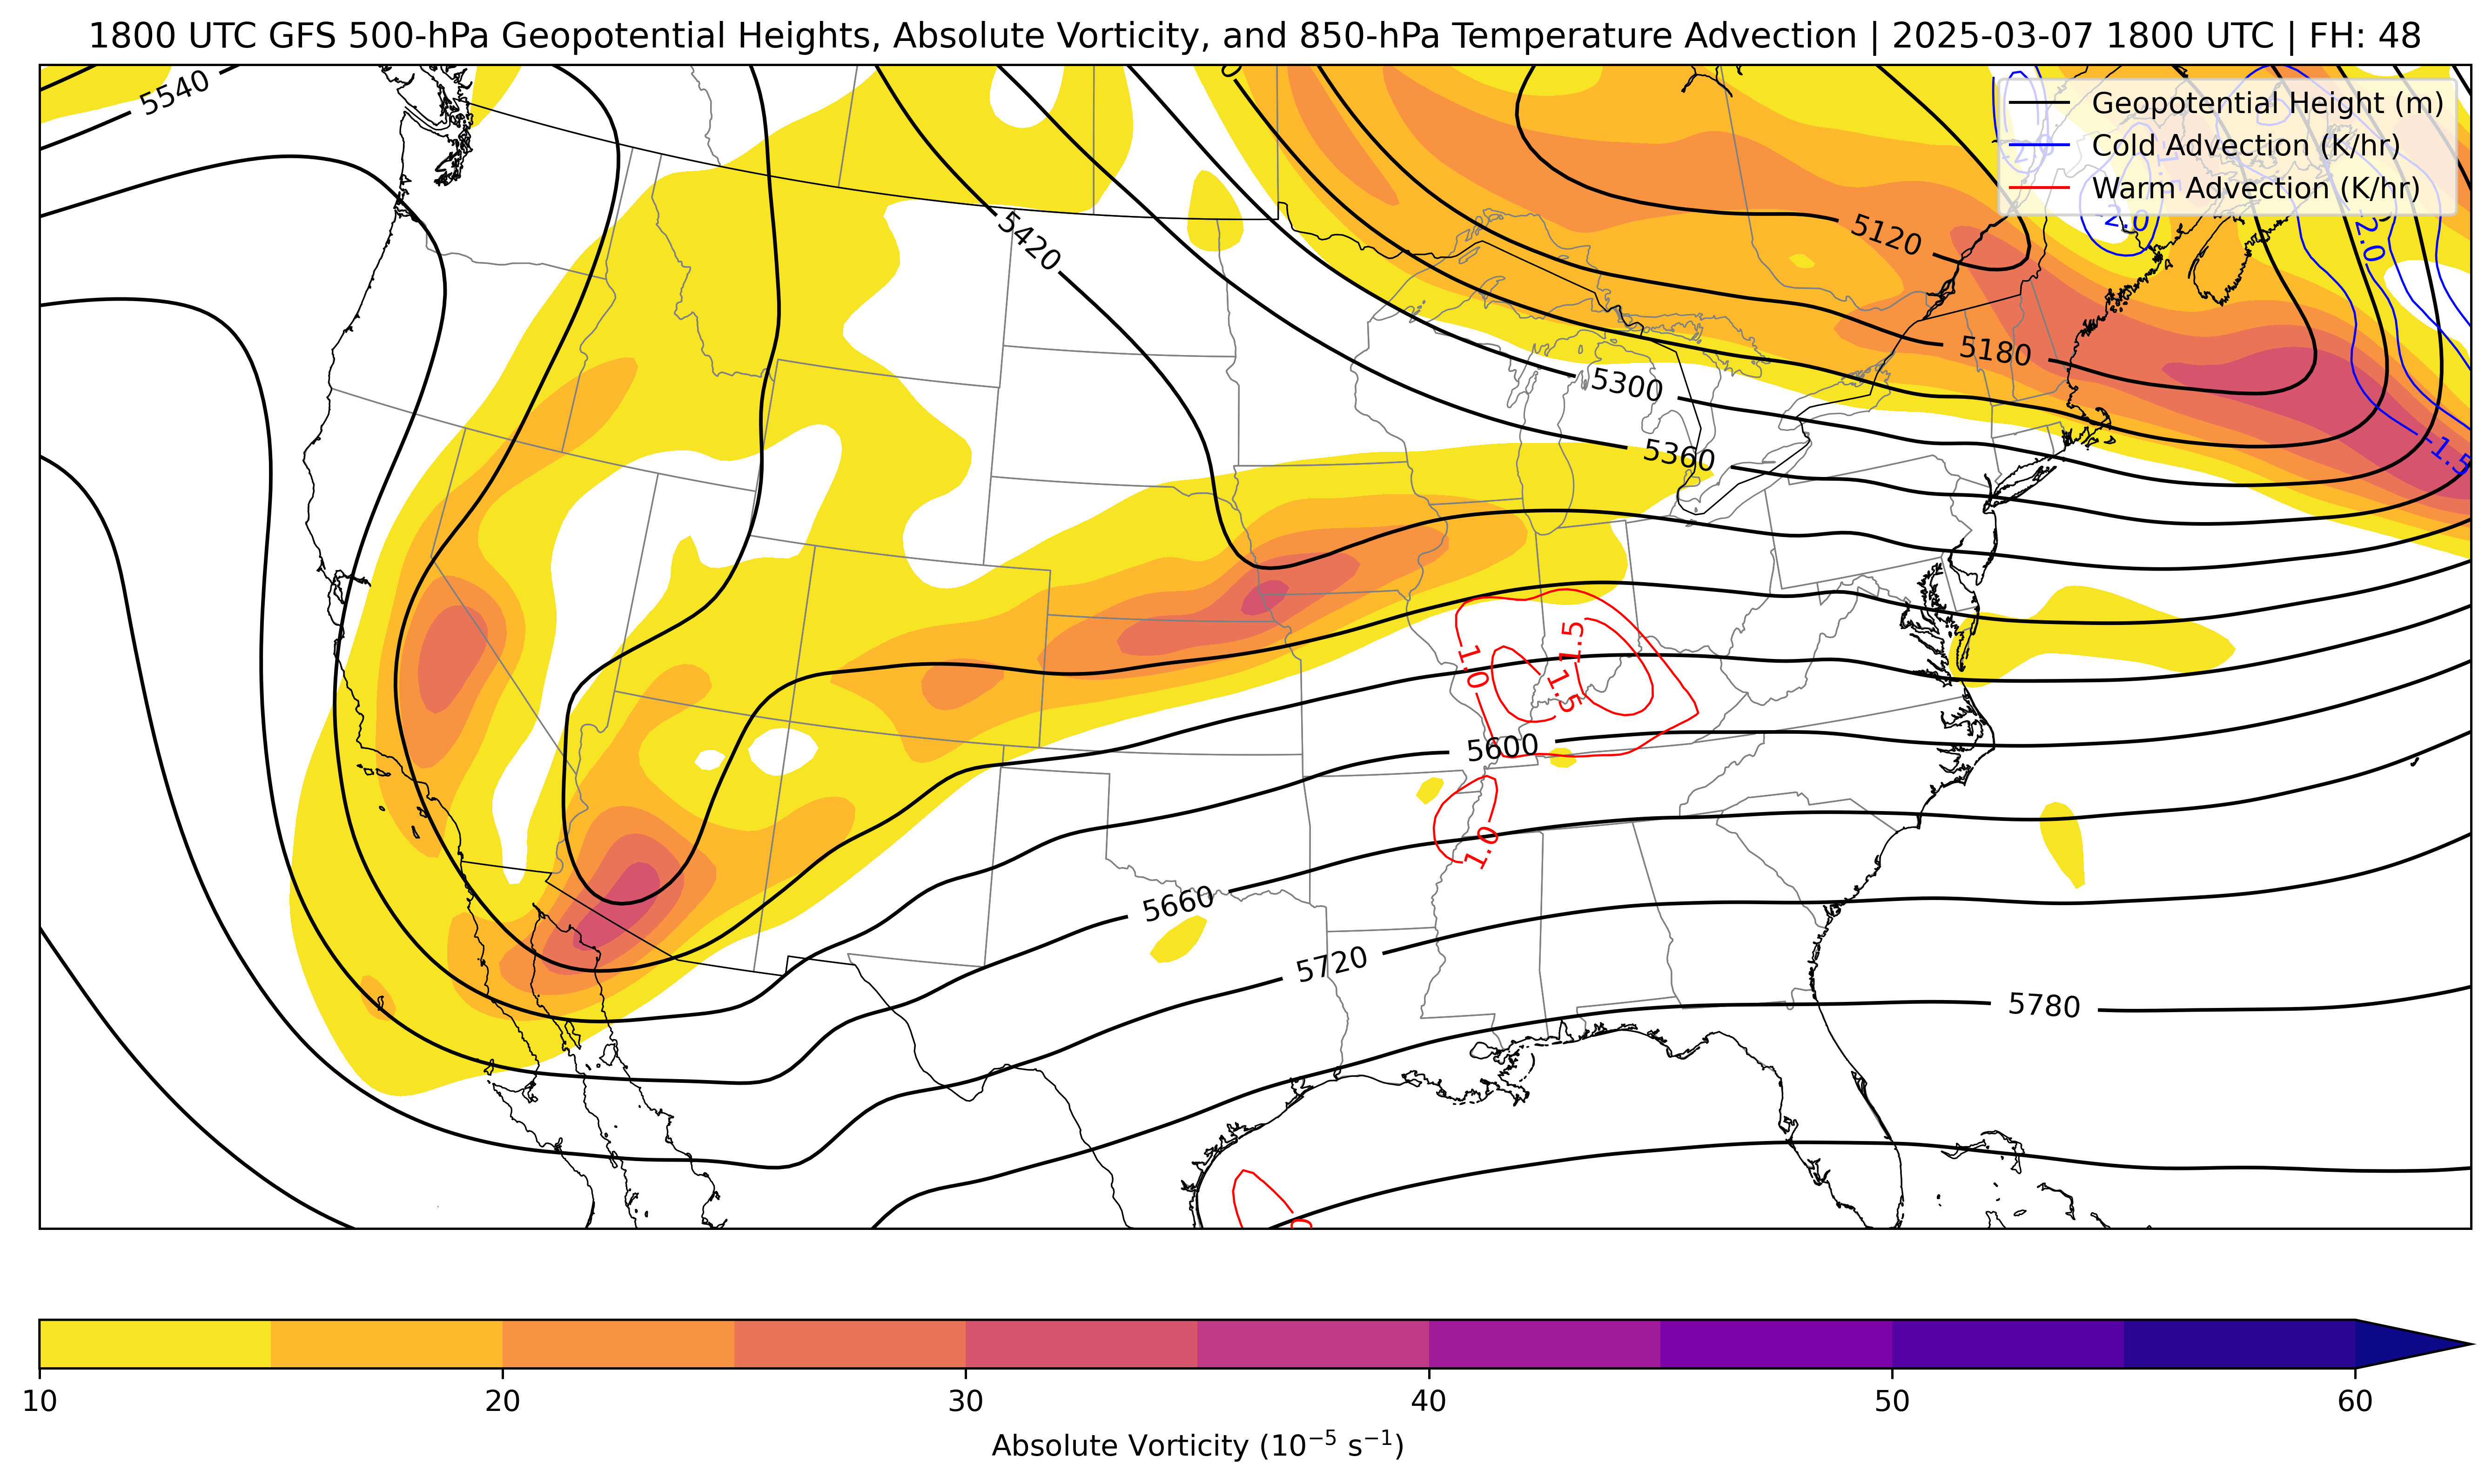 1800 UTC GFS 500-hPa Geopotential Heights, Absolute Vorticity, and 850-hPa Temperature Advection | 2025-03-07 1800 UTC | FH: 48
5540
Geopotential Height (m)
Cold Advection (K/hr)
Warm Advection (K/hr)
-2.0
5420
5120
-2.0
5180
5300
5360
-1.5
1.5
1.0
1.5
5600
1.0
5660
5720
5780
10 20 30 40 50 60
Absolute Vorticity (10⁻⁵ s⁻¹)